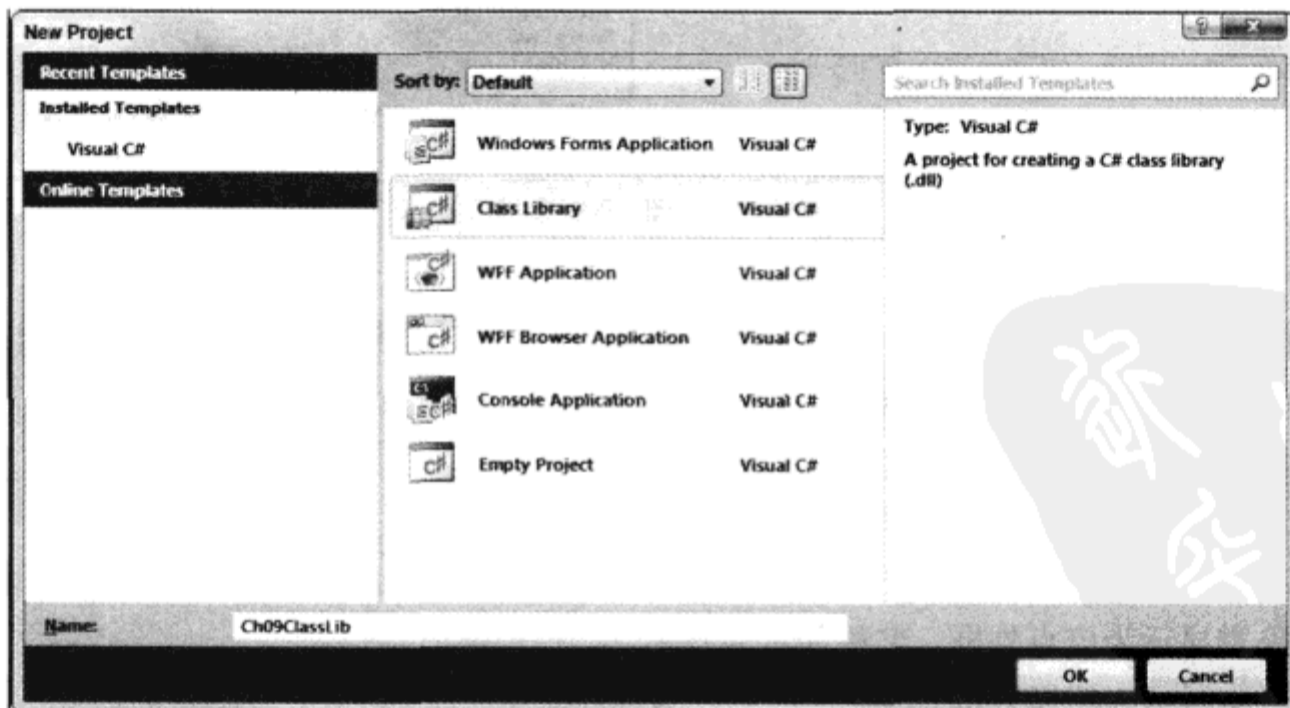 New Project
Recent Templates
Installed Templates
Visual C#
Online Templates
Sort by: Default
Windows Forms Application Visual C#
Class Library Visual C#
WFF Application Visual C#
WFF Browser Application Visual C#
Console Application Visual C#
Empty Project Visual C#
Search Installed Templates
Type: Visual C#
A project for creating a C# class library
(.dll)
Name: Ch09ClassLib
OK Cancel